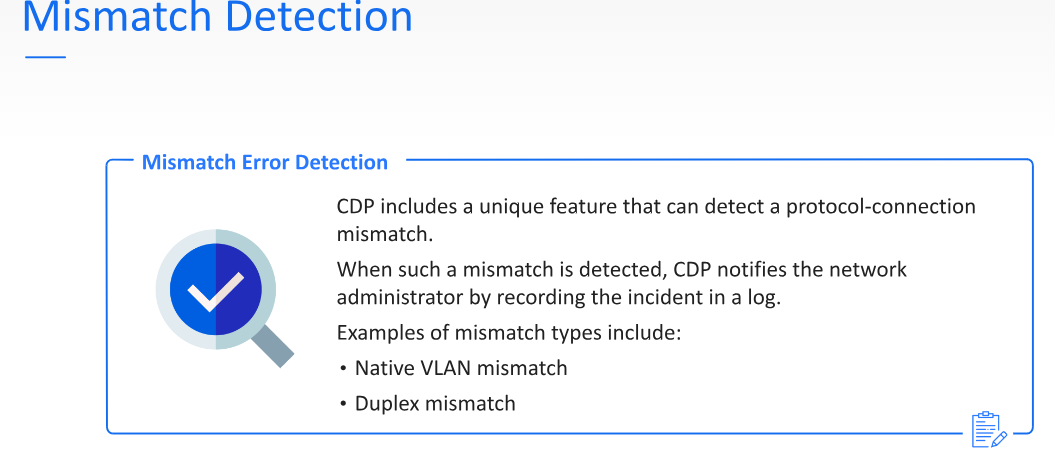 Mismatch Detection
Mismatch Error Detection
CDP includes a unique feature that can detect a protocol-connection
mismatch.
When such a mismatch is detected, CDP notifies the network
administrator by recording the incident in a log.
Examples of mismatch types include:
• Native VLAN mismatch
• Duplex mismatch